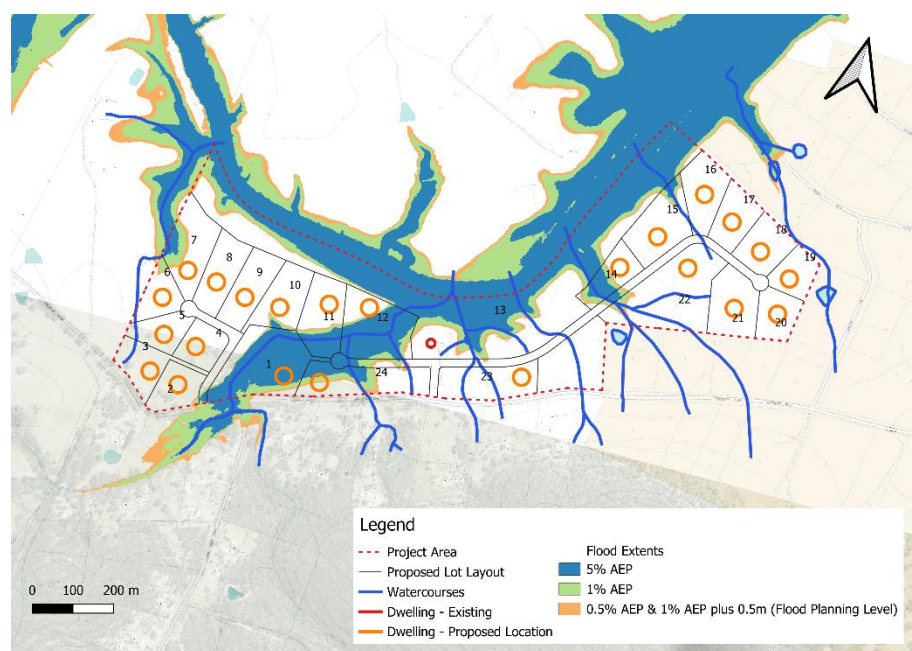 16
15
17
18
19
7
8
6
9
14
10
22
13
5
11
12
21
20
4
3
1
24
23
2
Legend
Project Area
Proposed Lot Layout
Watercourses
Dwelling - Existing
Dwelling - Proposed Location
Flood Extents
5% AEP
1% AEP
0.5% AEP & 1% AEP plus 0.5m (Flood Planning Level)
0 100 200 m